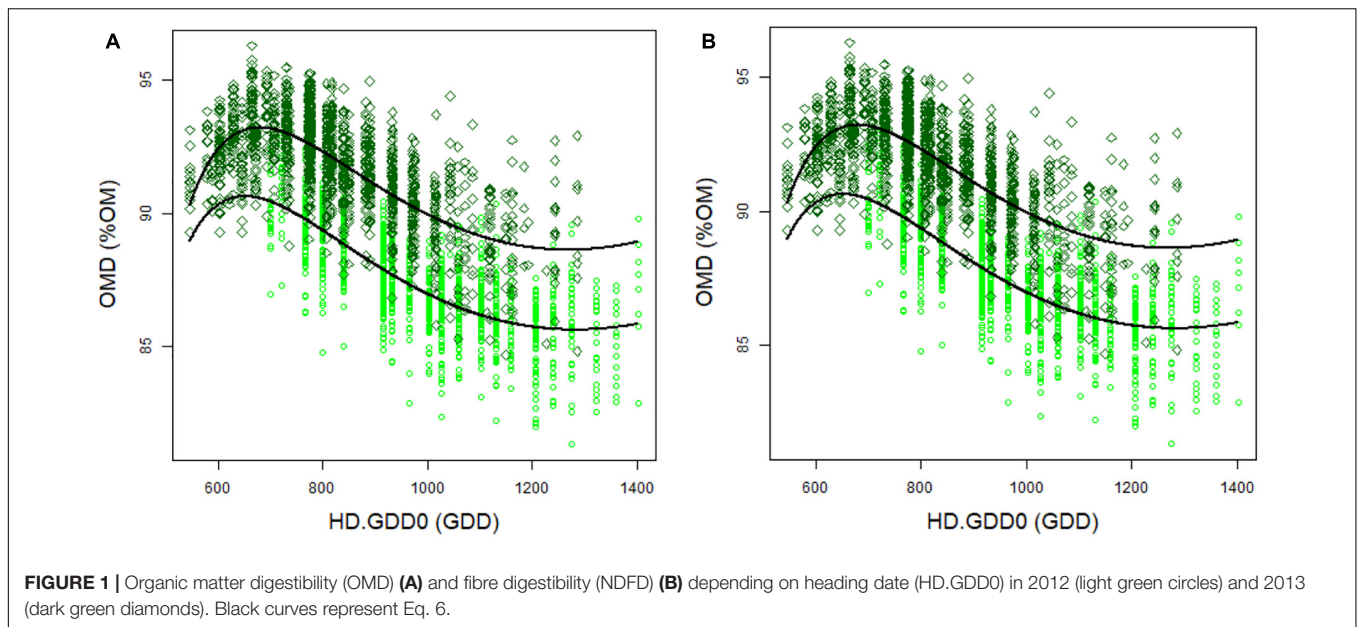 A
95
90
85
OMD (%OM)
600 800 1000 1200 1400
HD.GDD0 (GDD)
B
95
90
85
OMD (%OM)
600 800 1000 1200 1400
HD.GDD0 (GDD)
FIGURE 1 | Organic matter digestibility (OMD) (A) and fibre digestibility (NDFD) (B) depending on heading date (HD.GDD0) in 2012 (light green circles) and 2013
(dark green diamonds). Black curves represent Eq. 6.